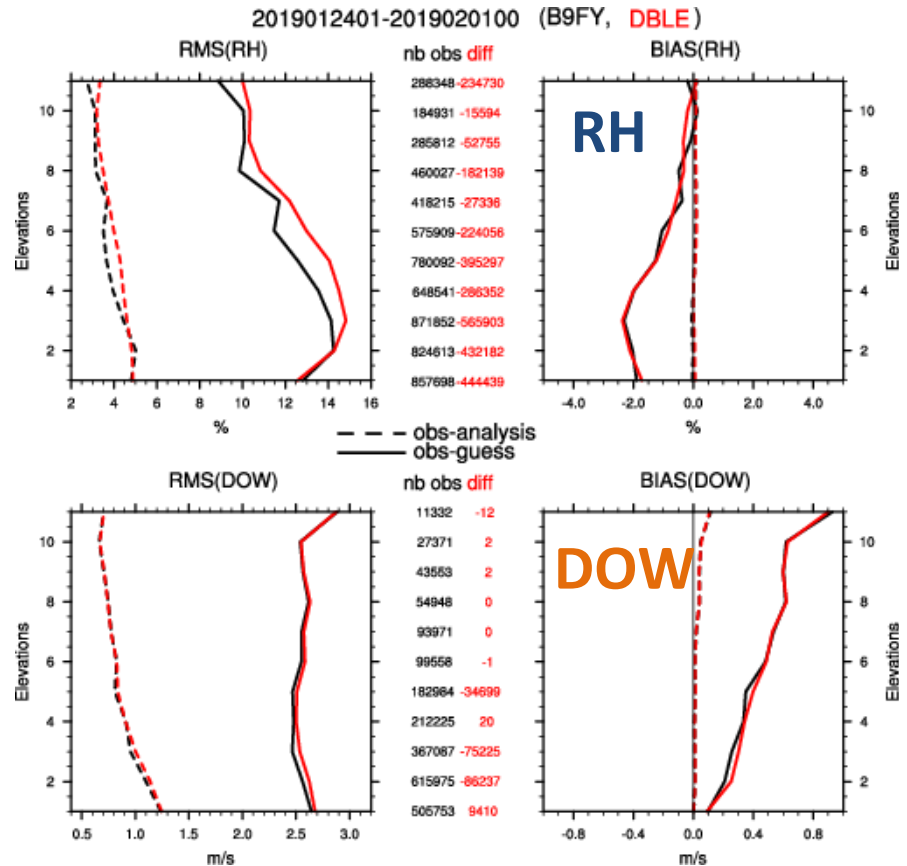 2019012401-2019020100 (B9FY, DBLE)
RMS(RH)
nb obs diff
BIAS(RH)
Elevations
10
8
6
4
2
2 4 6 8 10 12 14 16
%
288348 -234730
184931 -15594
285812 -52755
460027 -182139
418215 -27336
575909 -224056
780092 -395297
648541 -286352
871852 -565903
824613 -432182
857698 -444439
RH
10
8
6
4
2
Elevations
-4.0 -2.0 0.0 2.0 4.0
%
obs-analysis
obs-guess
RMS(DOW)
nb obs diff
BIAS(DOW)
Elevations
10
8
6
4
2
0.5 1.0 1.5 2.0 2.5 3.0
m/s
11332 -12
27371 2
43553 2
54948 0
93971 0
99558 -1
182984 -34699
212225 20
367087 -75225
615975 -86237
505753 9410
DOW
10
8
6
4
2
Elevations
-0.8 -0.4 0.0 0.4 0.8
m/s